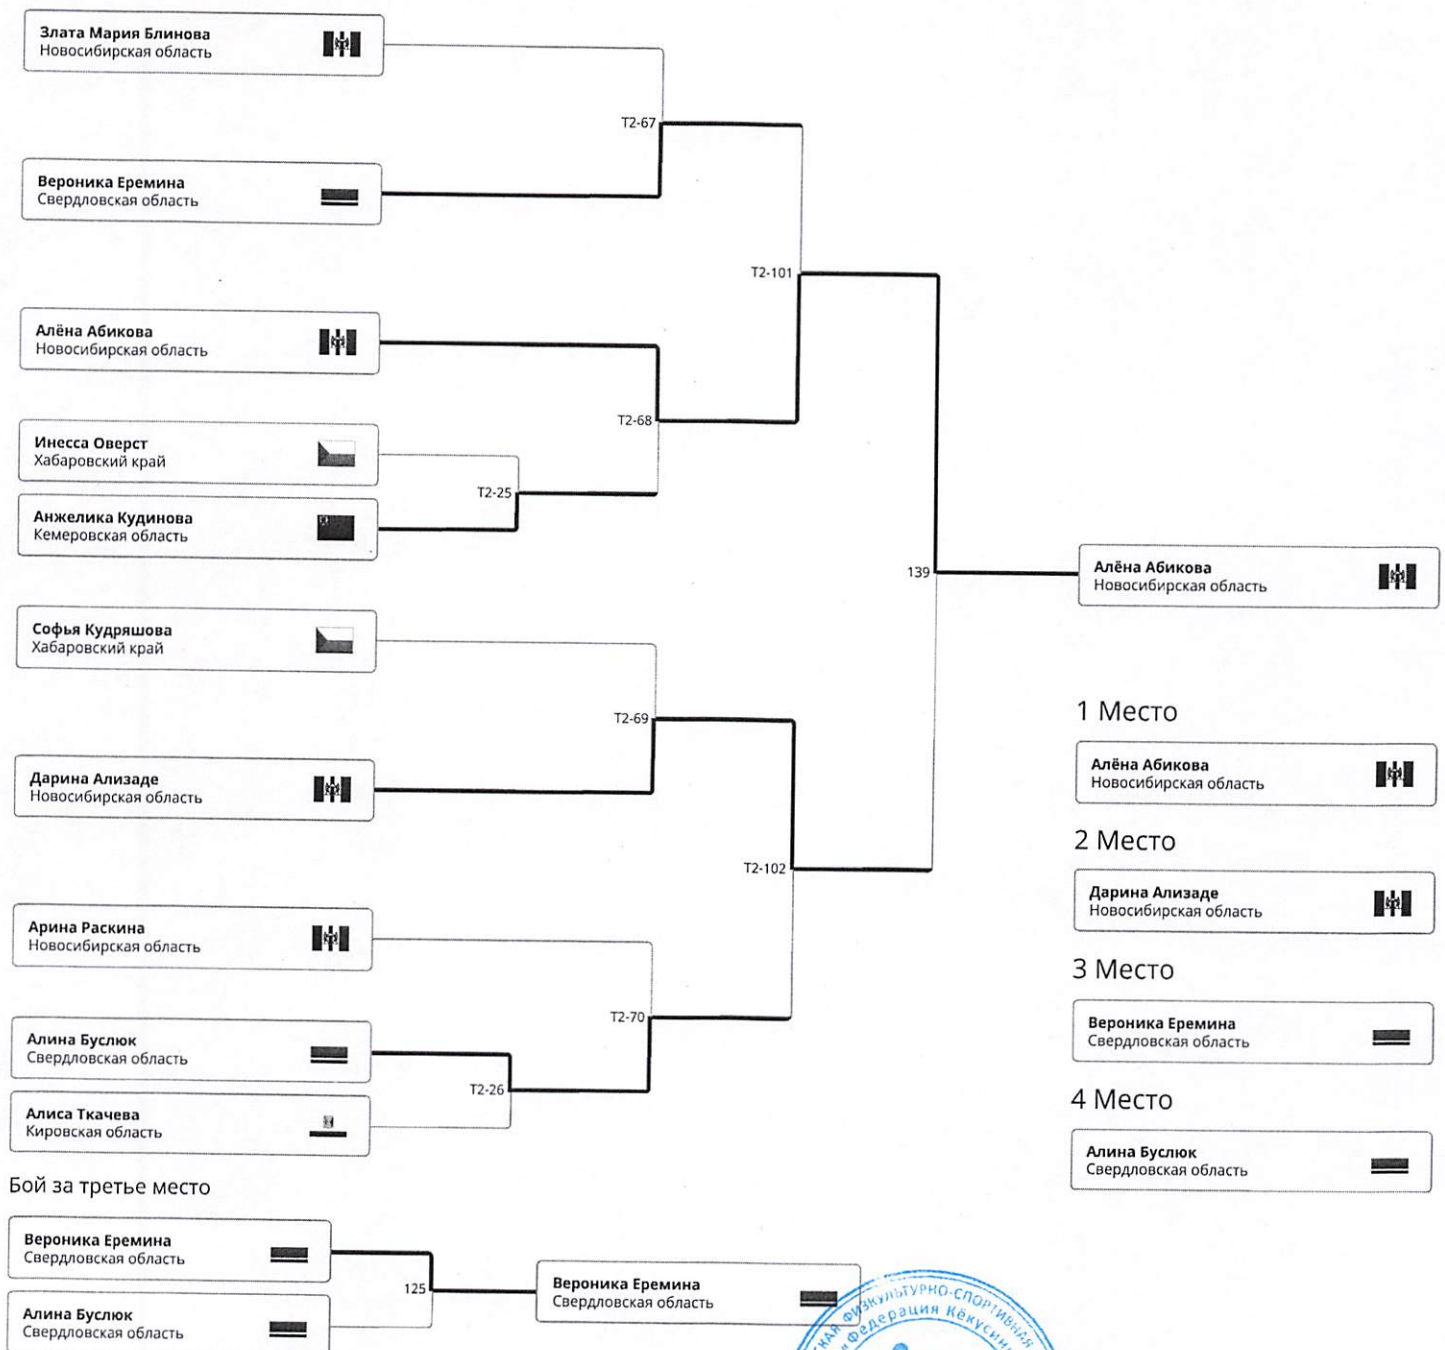 Злата Мария Блинова
Новосибирская область
T2-67
Вероника Еремина
Свердловская область
T2-101
Алёна Абикова
Новосибирская область
T2-68
Инесса Оверст
Хабаровский край
T2-25
Анжелика Кудинова
Кемеровская область
139
Алёна Абикова
Новосибирская область
Софья Кудряшова
Хабаровский край
T2-69
Дарина Ализаде
Новосибирская область
T2-102
Арина Раскина
Новосибирская область
T2-70
Алина Буслюк
Свердловская область
T2-26
Алиса Ткачева
Кировская область
1 Место
Алёна Абикова
Новосибирская область
2 Место
Дарина Ализаде
Новосибирская область
3 Место
Вероника Еремина
Свердловская область
4 Место
Алина Буслюк
Свердловская область
Бой за третье место
Вероника Еремина
Свердловская область
125
Вероника Еремина
Свердловская область
Алина Буслюк
Свердловская область
ФИЗКУЛЬТУРНО-СПОРТИВНАЯ
«Федерация